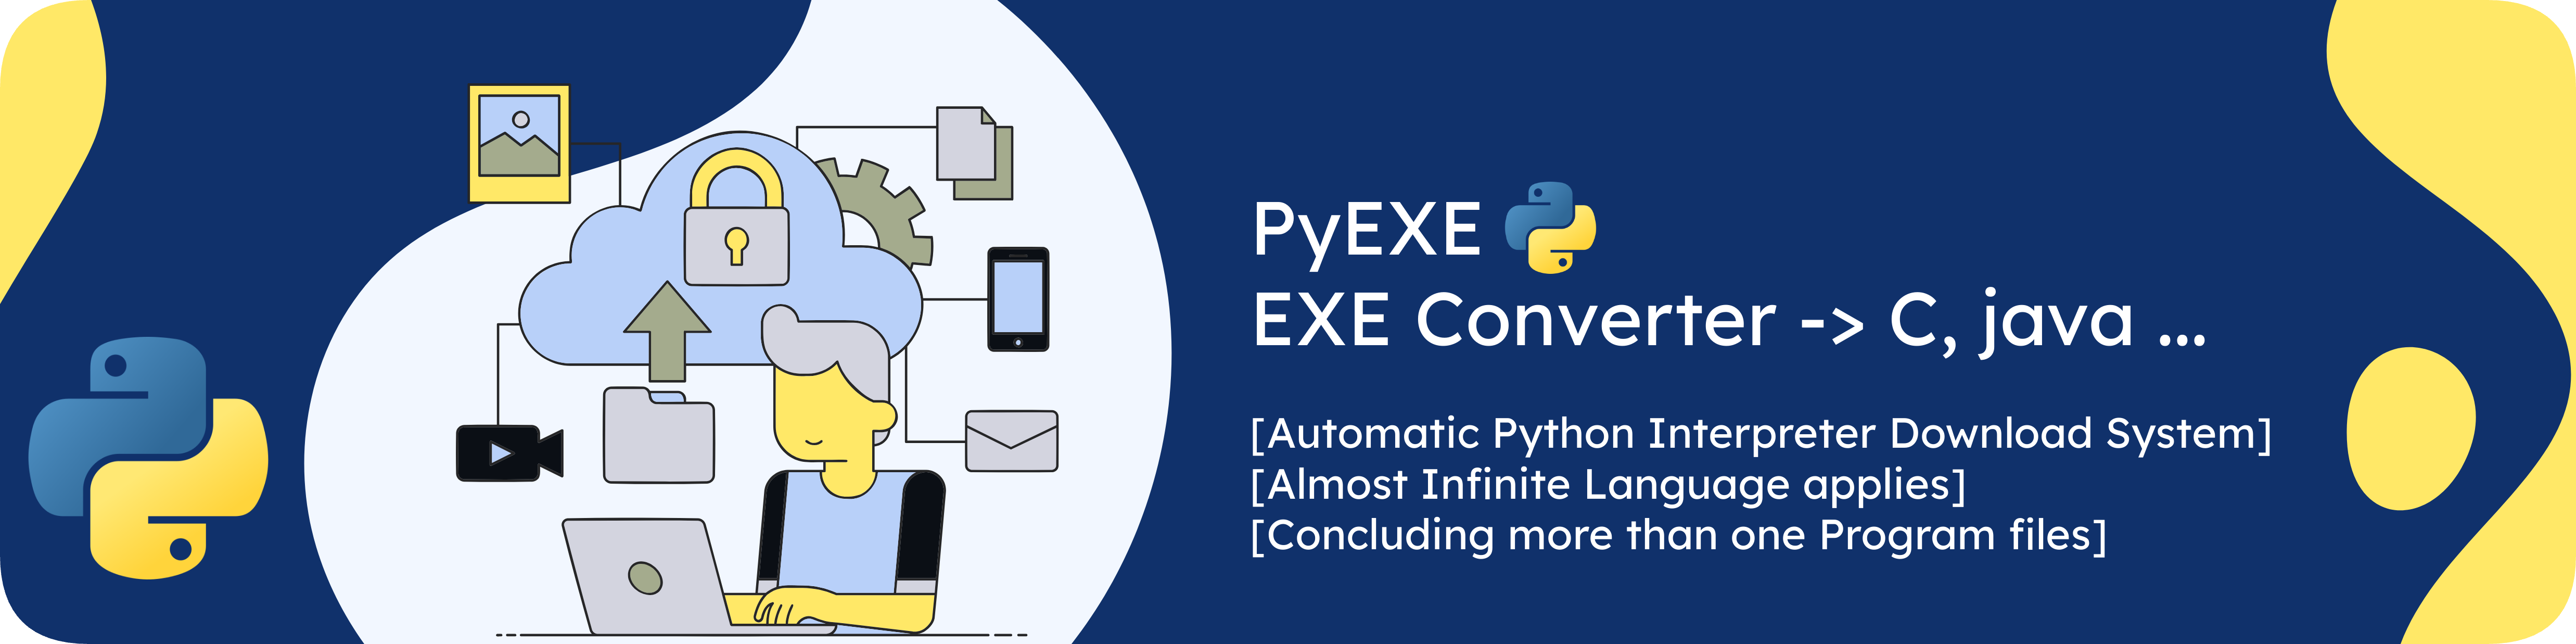 PyEXE
EXE Converter -> C, java ...
[Automatic Python Interpreter Download System]
[Almost Infinite Language applies]
[Concluding more than one Program files]